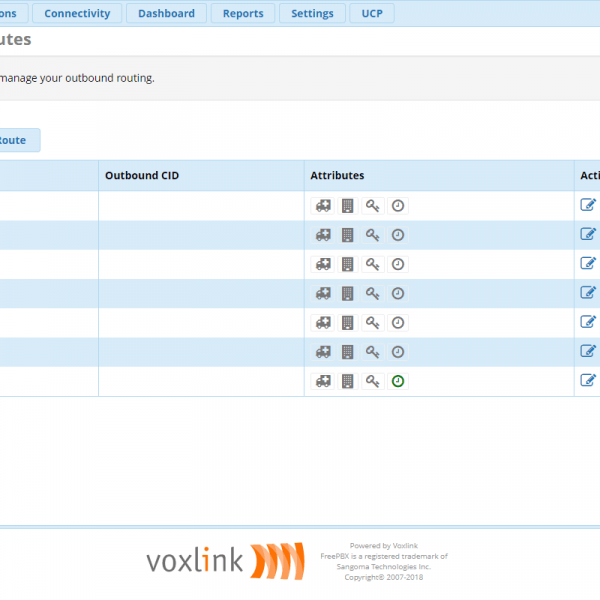 ons Connectivity Dashboard Reports Settings UCP
utes
manage your outbound routing.
Route
Outbound CID Attributes Acti
voxlink
Powered by Voxlink
FreePBX is a registered trademark of
Sangoma Technologies Inc.
Copyright© 2007-2018